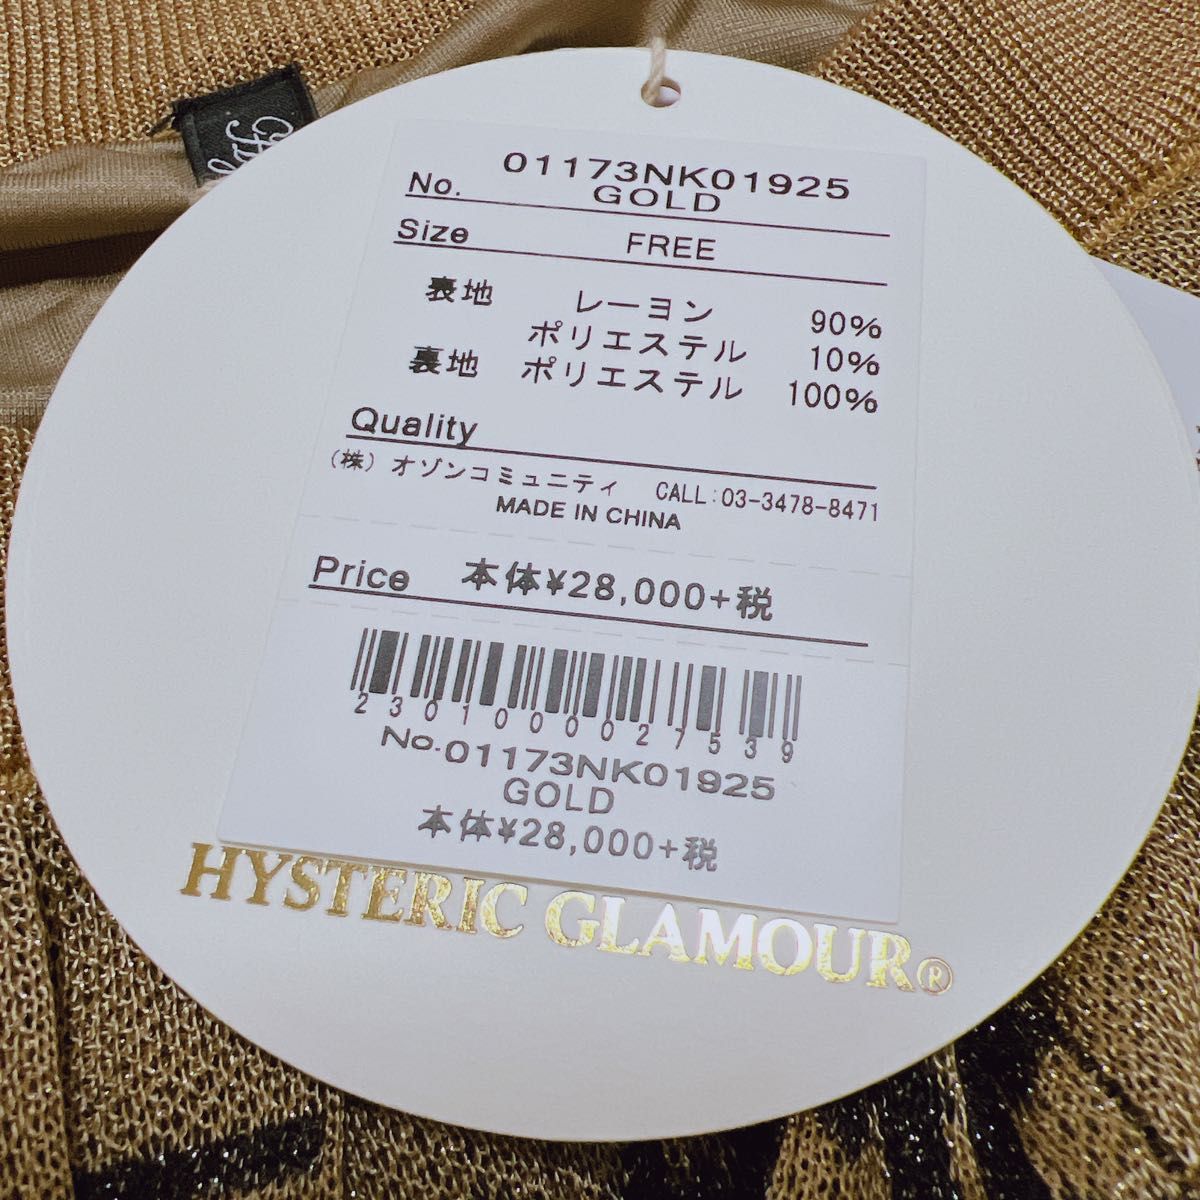 No. 01173NK01925
GOLD
Size FREE
表地 レーヨン 90%
ポリエステル 10%
裏地 ポリエステル 100%
Quality
(株) オゾンコミュニティ CALL:03-3478-8471
MADE IN CHINA
Price 本体¥28,000+税
2301000027539
No.01173NK01925
GOLD
本体¥28,000+税
HYSTERIC GLAMOUR®